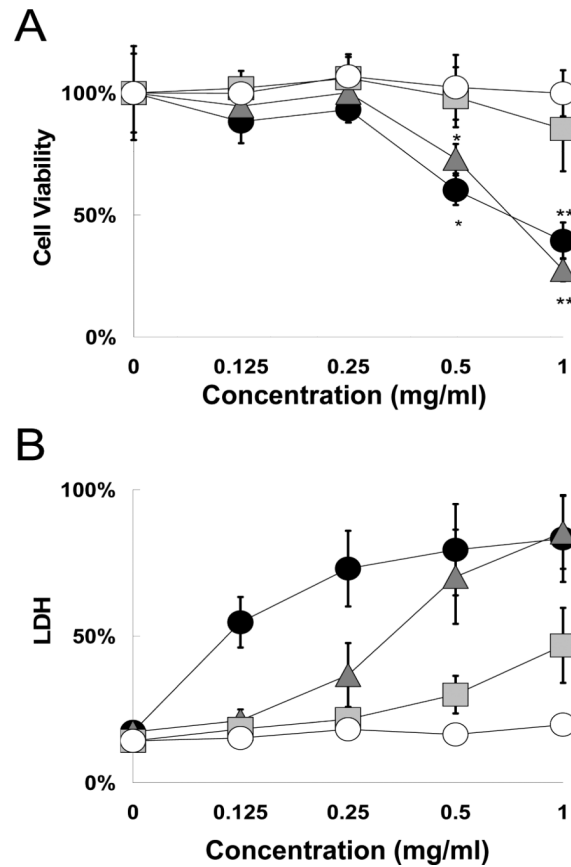 A
Cell Viability
100%
50%
0%
*
*
**
**
0 0.125 0.25 0.5 1
Concentration (mg/ml)
B
LDH
100%
50%
0%
0 0.125 0.25 0.5 1
Concentration (mg/ml)